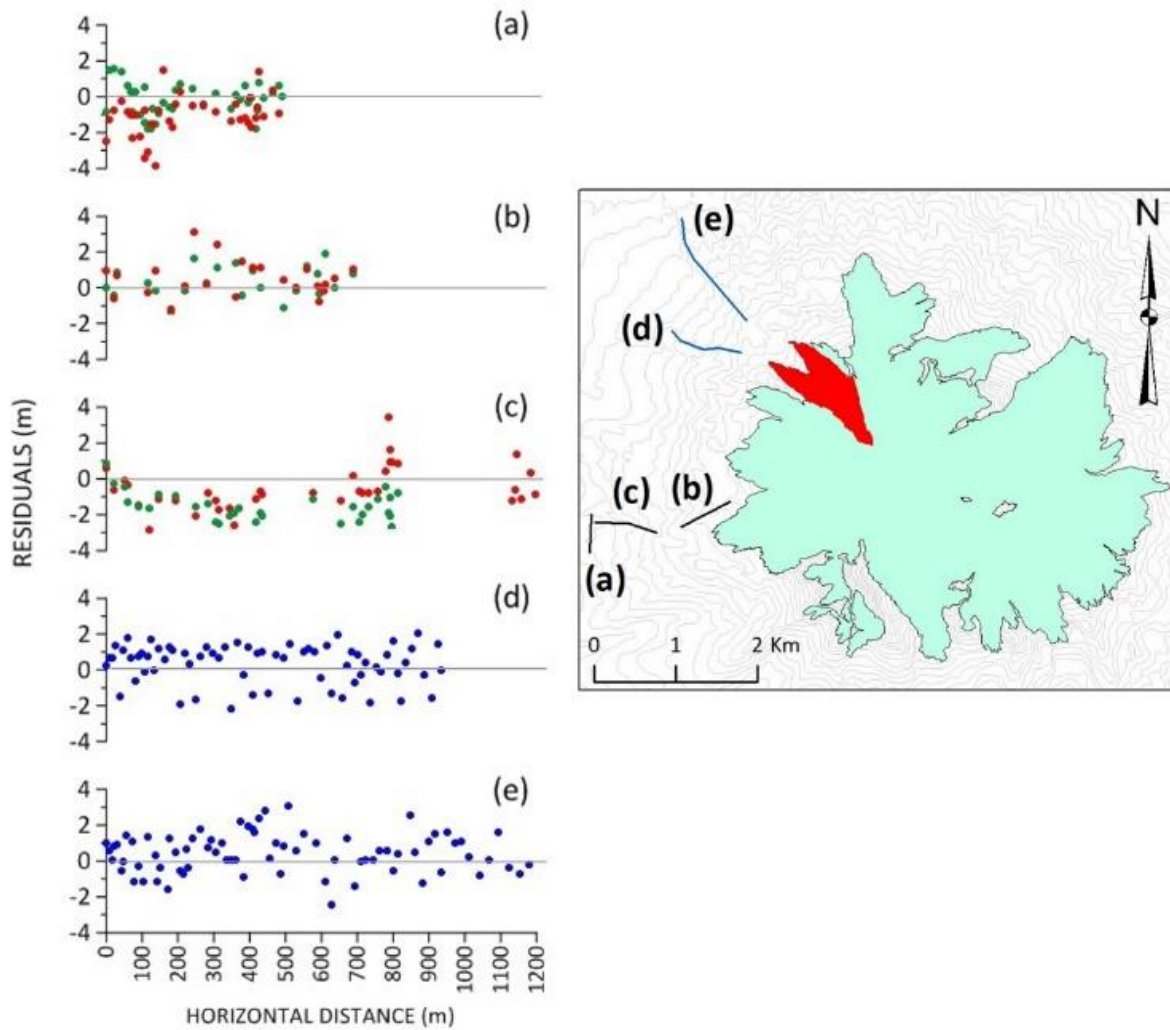 (a)
4
2
0
-2
-4
(b)
4
2
0
-2
-4
(c)
4
2
0
-2
-4
(d)
4
2
0
-2
-4
(e)
4
2
0
-2
-4
RESIDUALS (m)
0
100
200
300
400
500
600
700
800
900
1000
1100
1200
HORIZONTAL DISTANCE (m)
(e)
N
(d)
(c)
(b)
(a)
0 1 2 Km